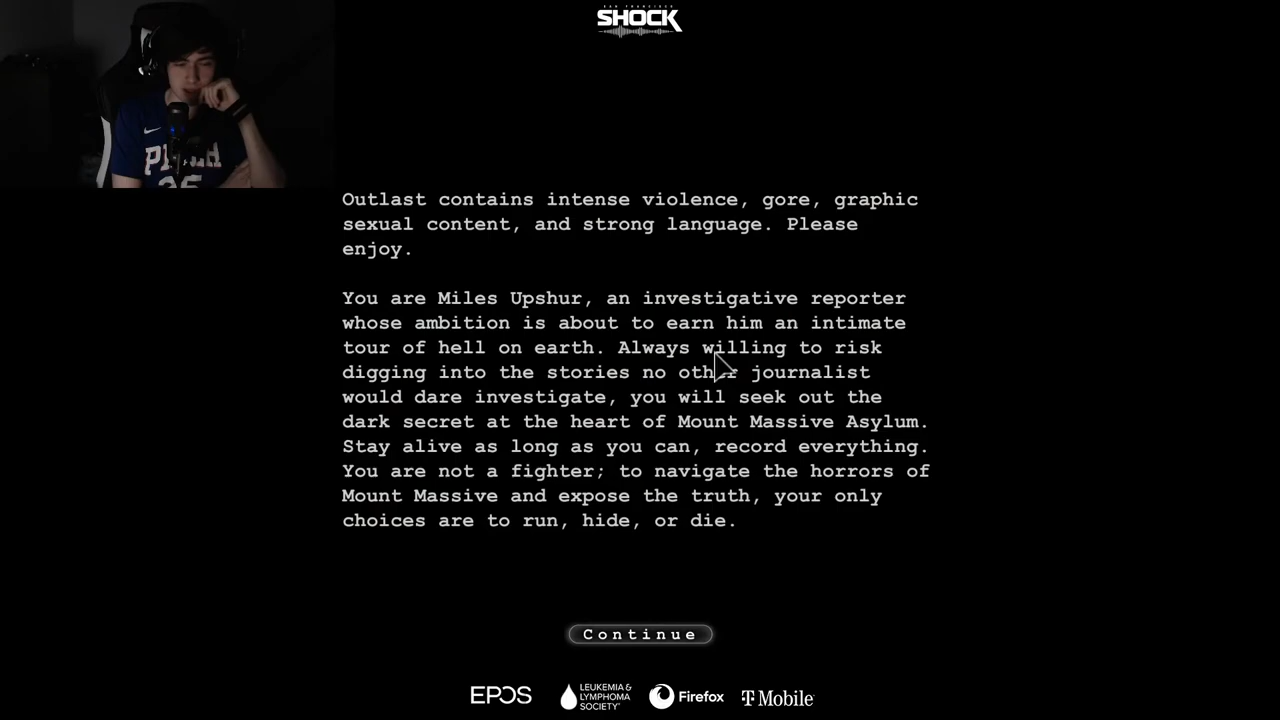 SAN FRANCISCO
SHOCK
Outlast contains intense violence, gore, graphic
sexual content, and strong language. Please
enjoy.
You are Miles Upshur, an investigative reporter
whose ambition is about to earn him an intimate
tour of hell on earth. Always willing to risk
digging into the stories no other journalist
would dare investigate, you will seek out the
dark secret at the heart of Mount Massive Asylum.
Stay alive as long as you can, record everything.
You are not a fighter; to navigate the horrors of
Mount Massive and expose the truth, your only
choices are to run, hide, or die.
Continue
EPOS
LEUKEMIA &
LYMPHOMA
SOCIETY
Firefox
T Mobile